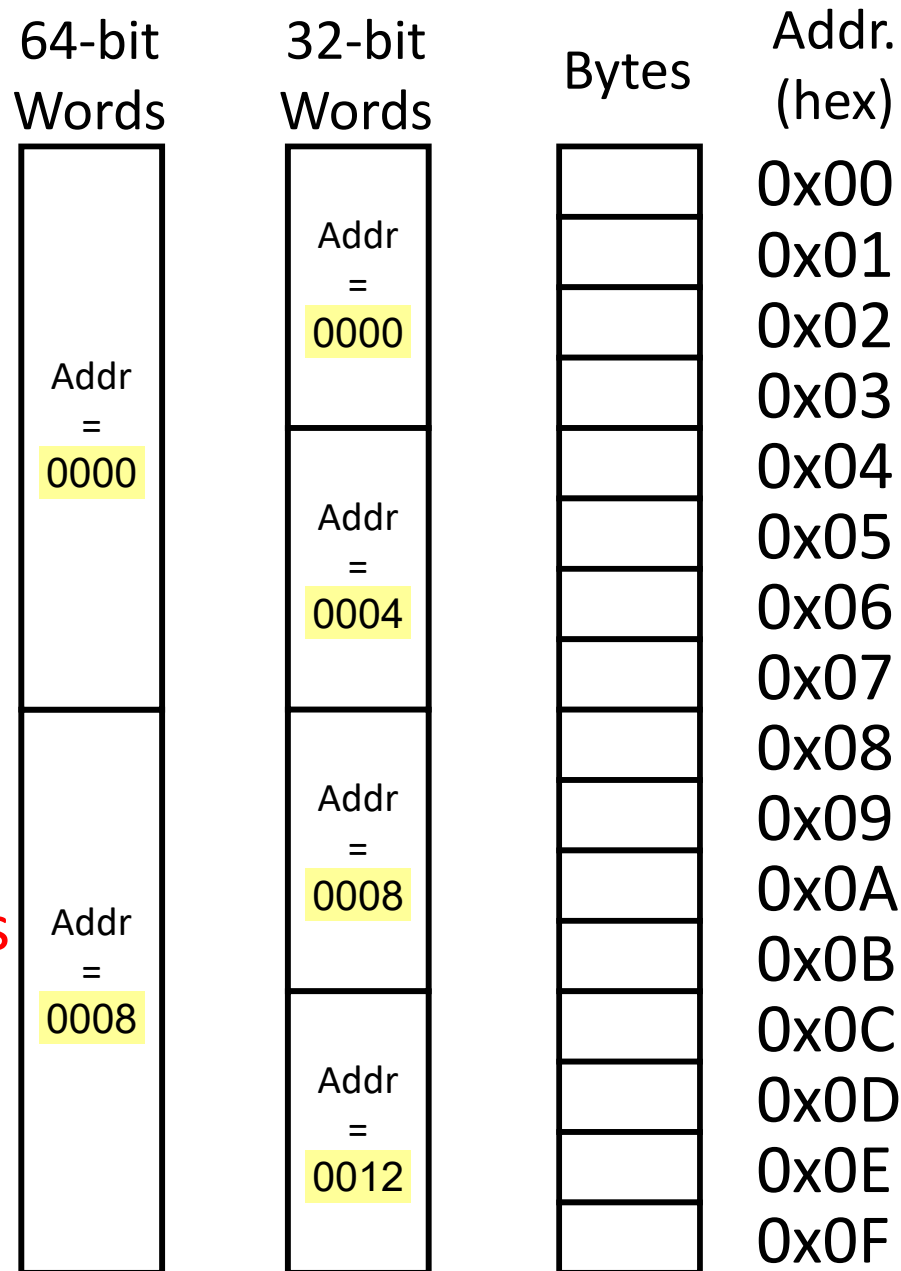 64-bit
Words
32-bit
Words
Bytes
Addr.
(hex)
Addr
=
0000
Addr
=
0008
Addr
=
0000
Addr
=
0004
Addr
=
0008
Addr
=
0012
0x00
0x01
0x02
0x03
0x04
0x05
0x06
0x07
0x08
0x09
0x0A
0x0B
0x0C
0x0D
0x0E
0x0F
s